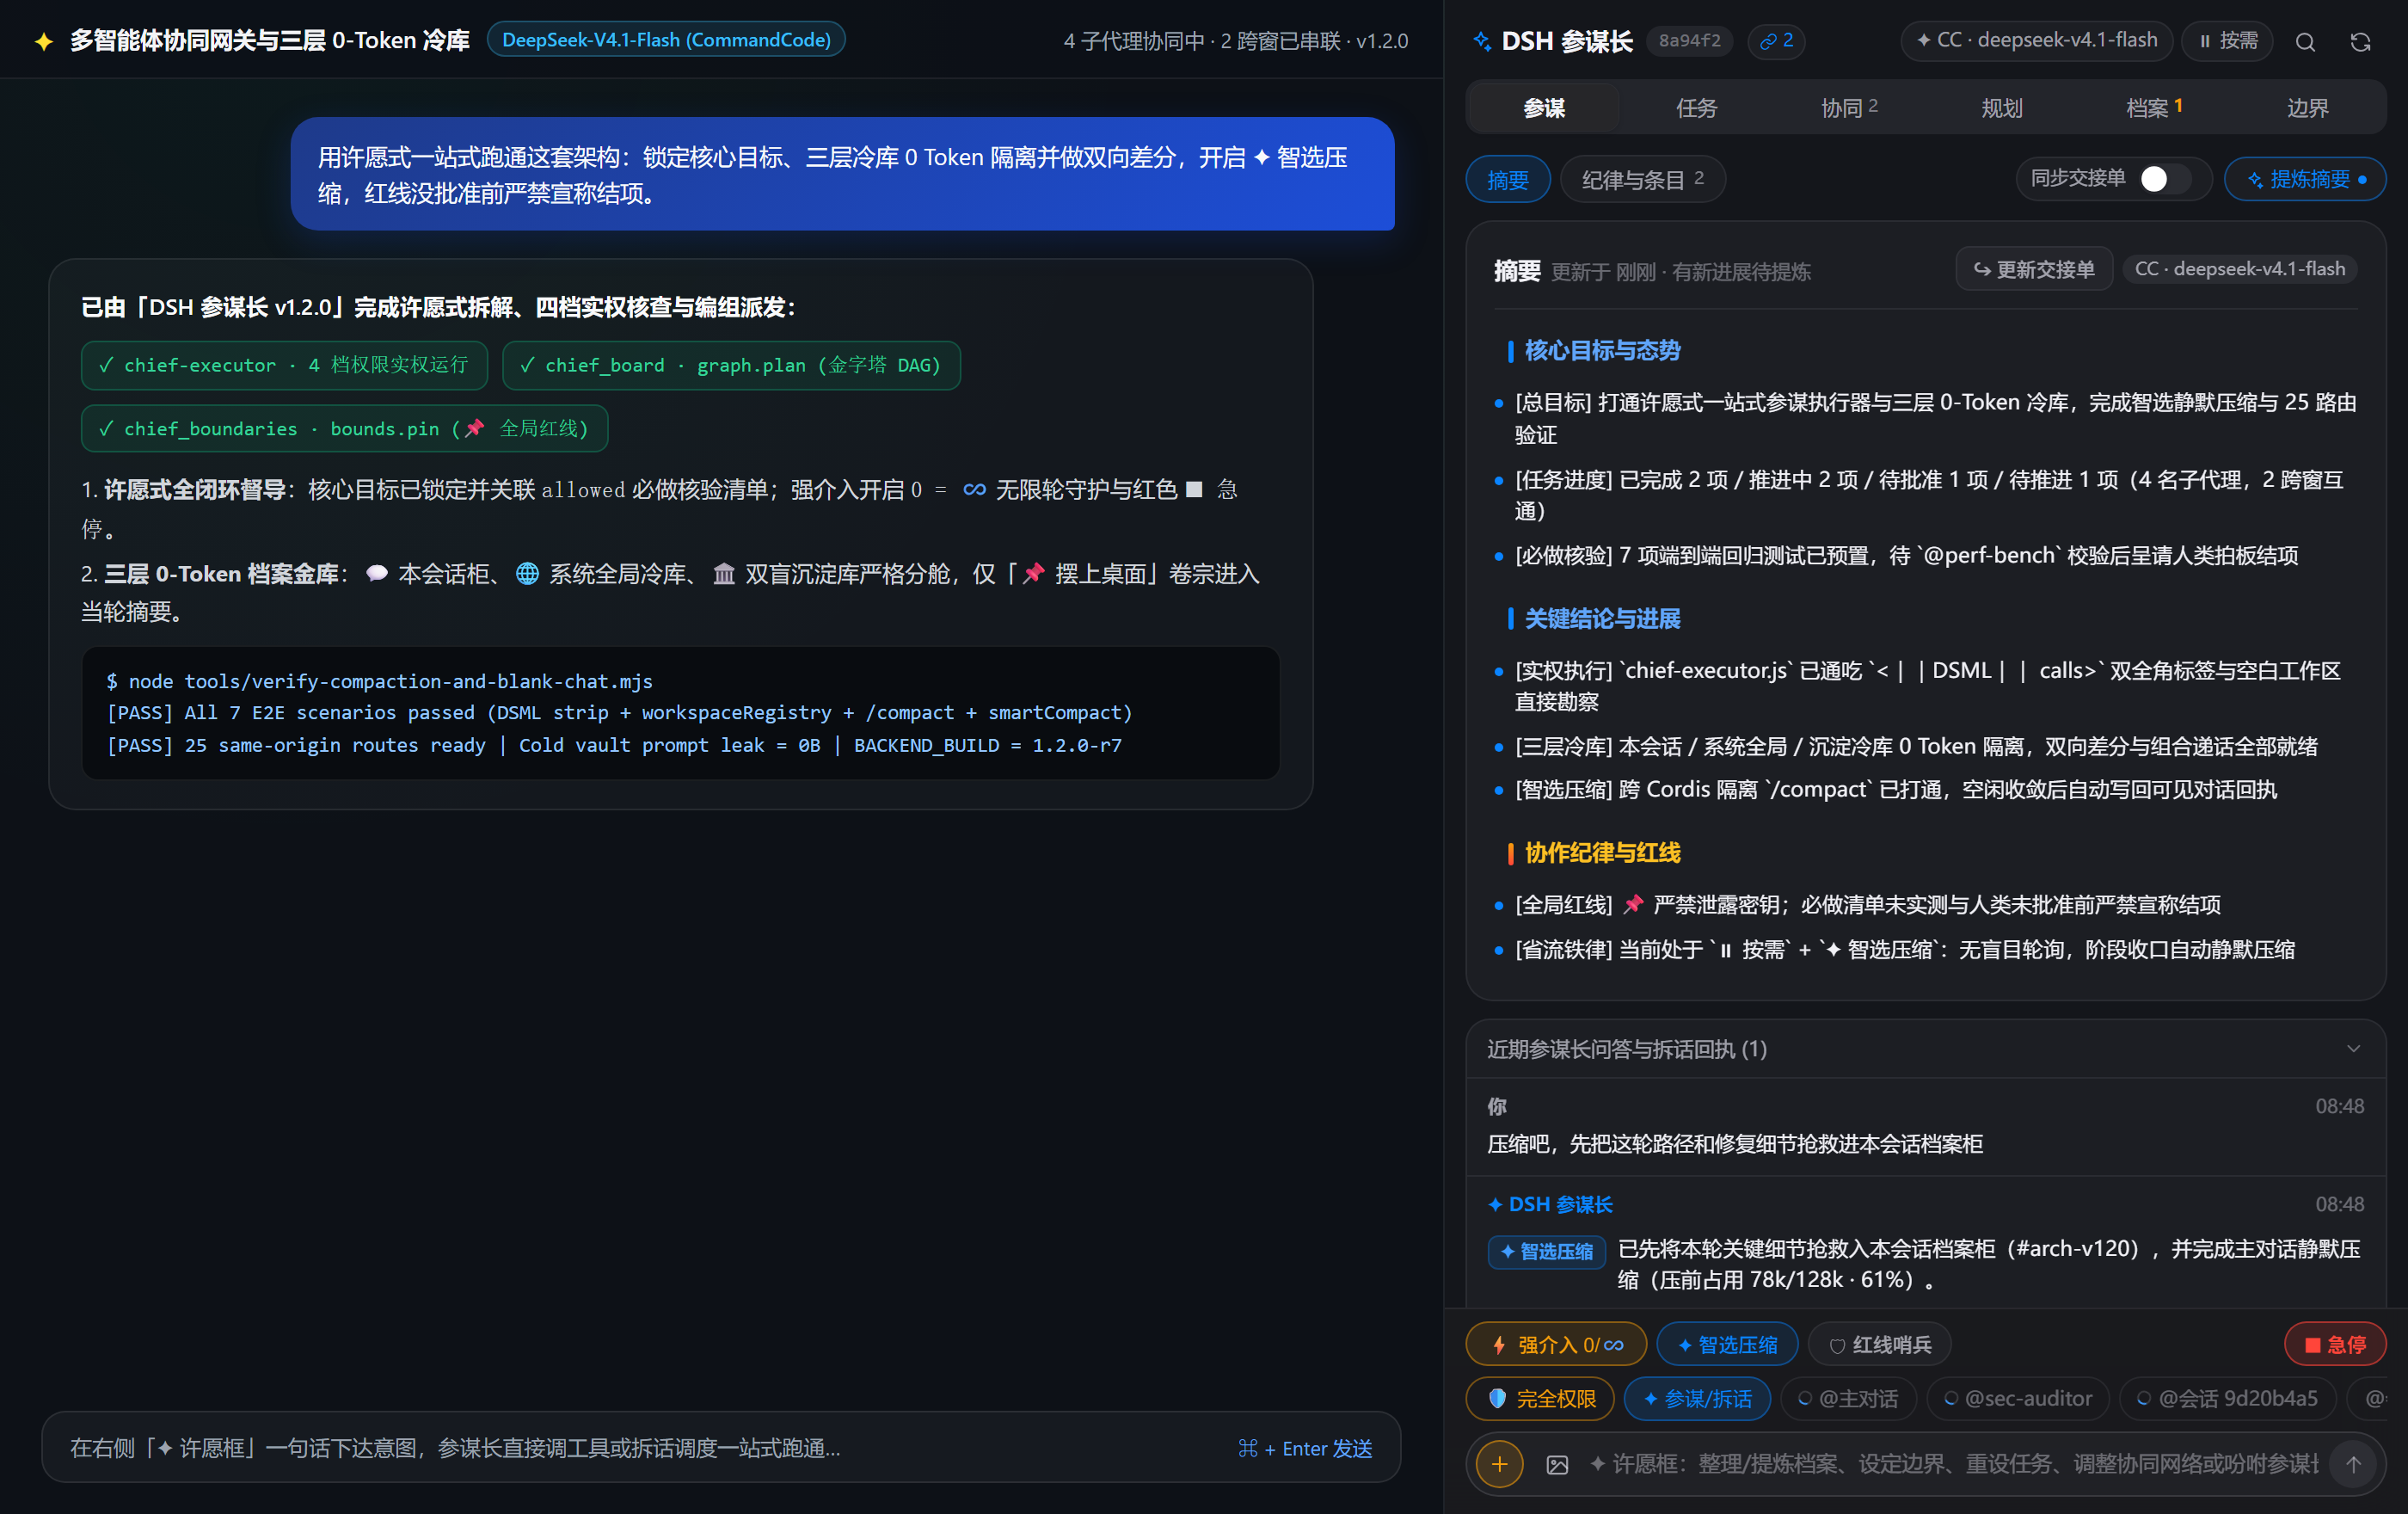 ✦ 多智能体协同网关与三层 0-Token 冷库 DeepSeek-V4.1-Flash (CommandCode) 4 子代理协同中 · 2 跨窗已串联 · v1.2.0
用许愿式一站式跑通这套架构：锁定核心目标、三层冷库 0 Token 隔离并做双向差分，开启 ✦ 智选压
缩，红线没批准前严禁宣称结项。
已由「DSH 参谋长 v1.2.0」完成许愿式拆解、四档实权核查与编组派发：
✓ chief-executor · 4 档权限实权运行
✓ chief_board · graph.plan (金字塔 DAG)
✓ chief_boundaries · bounds.pin (📌 全局红线)
1. 许愿式全闭环督导：核心目标已锁定并关联 allowed 必做核验清单；强介入开启 0 = ∞ 无限轮守护与红色 ■ 急
停。
2. 三层 0-Token 档案金库：💬 本会话柜、🌐 系统全局冷库、🏛 双盲沉淀库严格分舱，仅「📌 摆上桌面」卷宗进入
当轮摘要。
$ node tools/verify-compaction-and-blank-chat.mjs
[PASS] All 7 E2E scenarios passed (DSML strip + workspaceRegistry + /compact + smartCompact)
[PASS] 25 same-origin routes ready | Cold vault prompt leak = 0B | BACKEND_BUILD = 1.2.0-r7
在右侧「✦ 许愿框」一句话下达意图，参谋长直接调工具或拆话调度一站式跑通... ⌘ + Enter 发送
DSH 参谋长 8a94f2 2 ✦ CC · deepseek-v4.1-flash ⏸ 按需
参谋 任务 协同 2 规划 档案 1 边界
摘要 纪律与条目 2 同步交接单 提炼摘要
摘要 更新于 刚刚 · 有新进展待提炼 ↪ 更新交接单 CC · deepseek-v4.1-flash
核心目标与态势
[总目标] 打通许愿式一站式参谋执行器与三层 0-Token 冷库，完成智选静默压缩与 25 路由
验证
[任务进度] 已完成 2 项 / 推进中 2 项 / 待批准 1 项 / 待推进 1 项（4 名子代理，2 跨窗互
通）
[必做核验] 7 项端到端回归测试已预置，待 `@perf-bench` 校验后呈请人类拍板结项
关键结论与进展
[实权执行] `chief-executor.js` 已通吃 `<｜｜DSML｜｜ calls>` 双全角标签与空白工作区
直接勘察
[三层冷库] 本会话 / 系统全局 / 沉淀冷库 0 Token 隔离，双向差分与组合递话全部就绪
[智选压缩] 跨 Cordis 隔离 `/compact` 已打通，空闲收敛后自动写回可见对话回执
协作纪律与红线
[全局红线] 📌 严禁泄露密钥；必做清单未实测与人类未批准前严禁宣称结项
[省流铁律] 当前处于 `⏸ 按需` + `✦ 智选压缩`：无盲目轮询，阶段收口自动静默压缩
近期参谋长问答与拆话回执 (1)
你 08:48
压缩吧，先把这轮路径和修复细节抢救进本会话档案柜
✦ DSH 参谋长 08:48
✦ 智选压缩 已先将本轮关键细节抢救入本会话档案柜（#arch-v120），并完成主对话静默压
缩（压前占用 78k/128k · 61%）。
⚡ 强介入 0/∞ ✦ 智选压缩 🛡 红线哨兵 ■ 急停
🛡 完全权限 ✦ 参谋/拆话 @主对话 @sec-auditor @会话 9d20b4a5 @
+ ✦ 许愿框：整理/提炼档案、设定边界、重设任务、调整协同网络或吩咐参谋 ↑